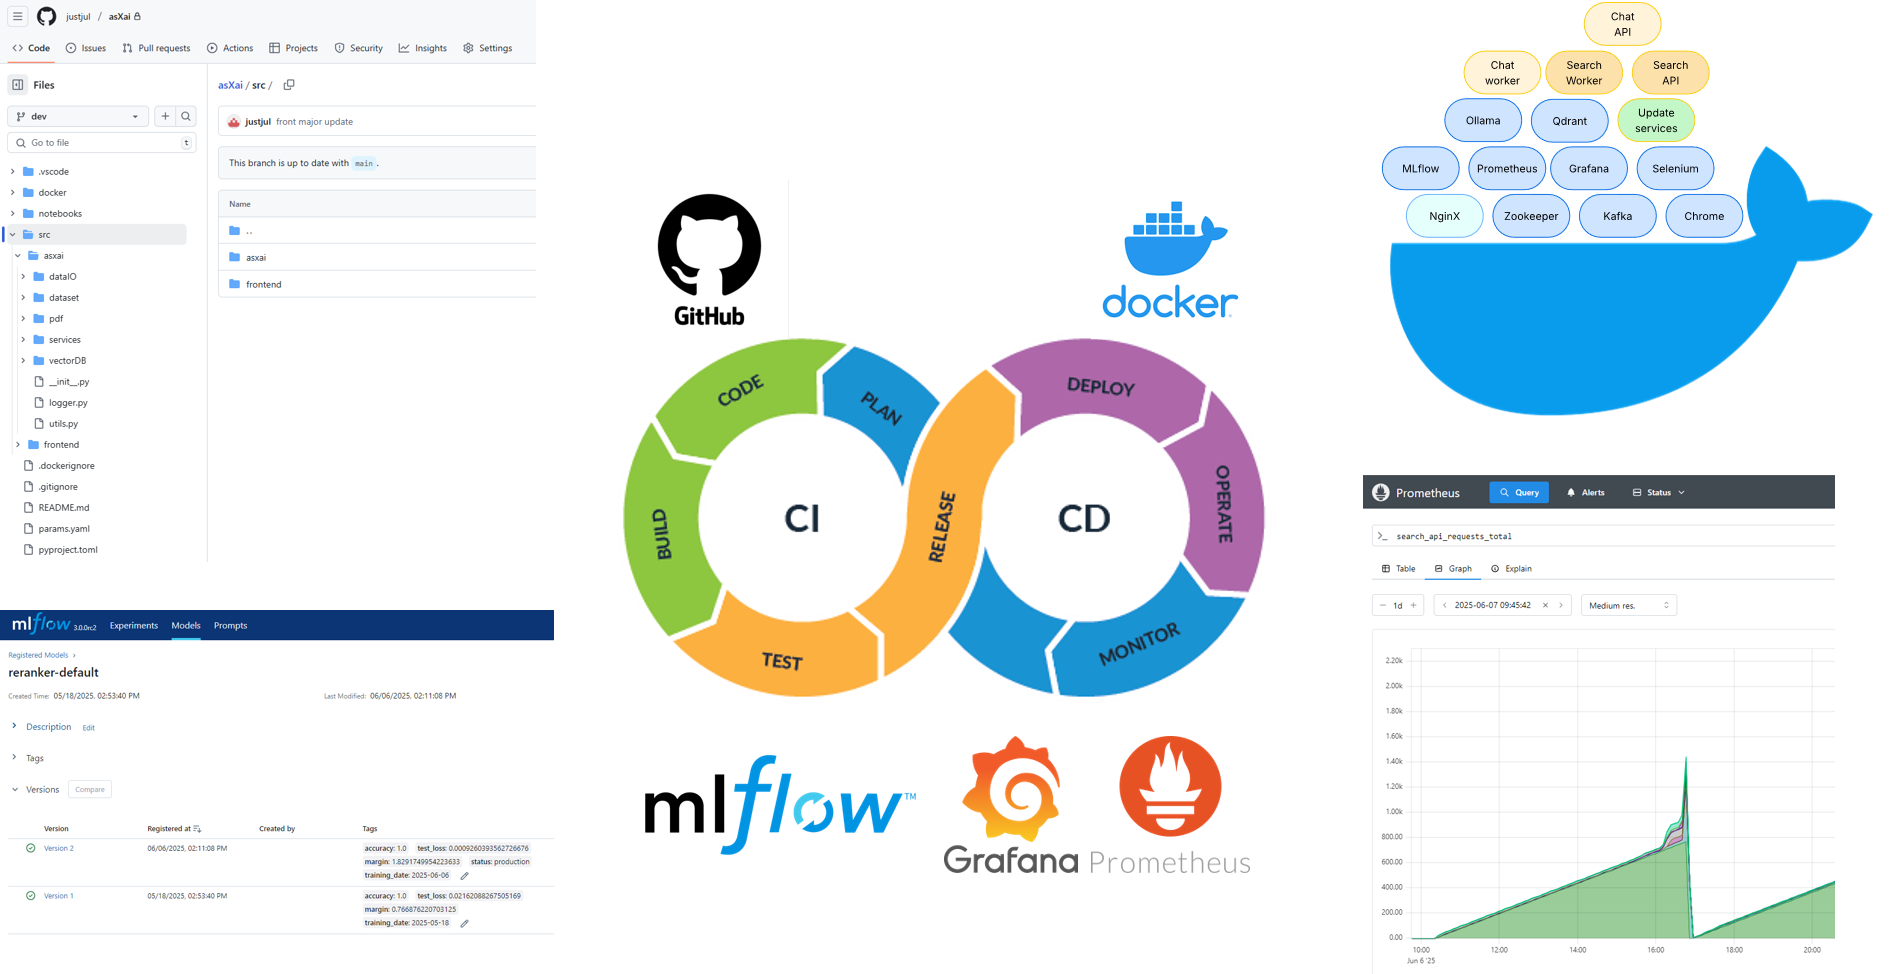 justjul / asXai
Code Issues Pull requests Actions Projects Security Insights Settings
Files
dev
Go to file t
.vscode
docker
notebooks
src
asxai
dataIO
dataset
pdf
services
vectorDB
__init__.py
logger.py
utils.py
frontend
.dockerignore
.gitignore
README.md
params.yaml
pyproject.toml
asXai / src /
justjul front major update
This branch is up to date with main .
Name
..
asxai
frontend
mlflow 3.0.0rc2 Experiments Models Prompts
Registered Models >
reranker-default
Created Time: 05/18/2025, 02:53:40 PM Last Modified: 06/06/2025, 02:11:08 PM
Description Edit
Tags
Versions Compare
Version Registered at Created by Tags
Version 2 06/06/2025, 02:11:08 PM accuracy: 1.0 test_loss: 0.0009260393562726676
margin: 1.8291749954223633 status: production
training_date: 2025-06-06
Version 1 05/18/2025, 02:53:40 PM accuracy: 1.0 test_loss: 0.02162088267505169
margin: 0.766876220703125
training_date: 2025-05-18
GitHub
docker
CODE
PLAN
DEPLOY
BUILD
CI
RELEASE
CD
OPERATE
TEST
MONITOR
mlflow™
Grafana
Prometheus
Chat
API
Chat
worker
Search
Worker
Search
API
Ollama
Qdrant
Update
services
MLflow
Prometheus
Grafana
Selenium
NginX
Zookeeper
Kafka
Chrome
Prometheus Query Alerts Status
>_ search_api_requests_total
Table Graph Explain
− 1d + < 2025-06-07 09:45:42 × > Medium res.
2.20k
2.00k
1.80k
1.60k
1.40k
1.20k
1.00k
800.00
600.00
400.00
200.00
0.00
10:00 12:00 14:00 16:00 18:00 20:00
Jun 6 '25